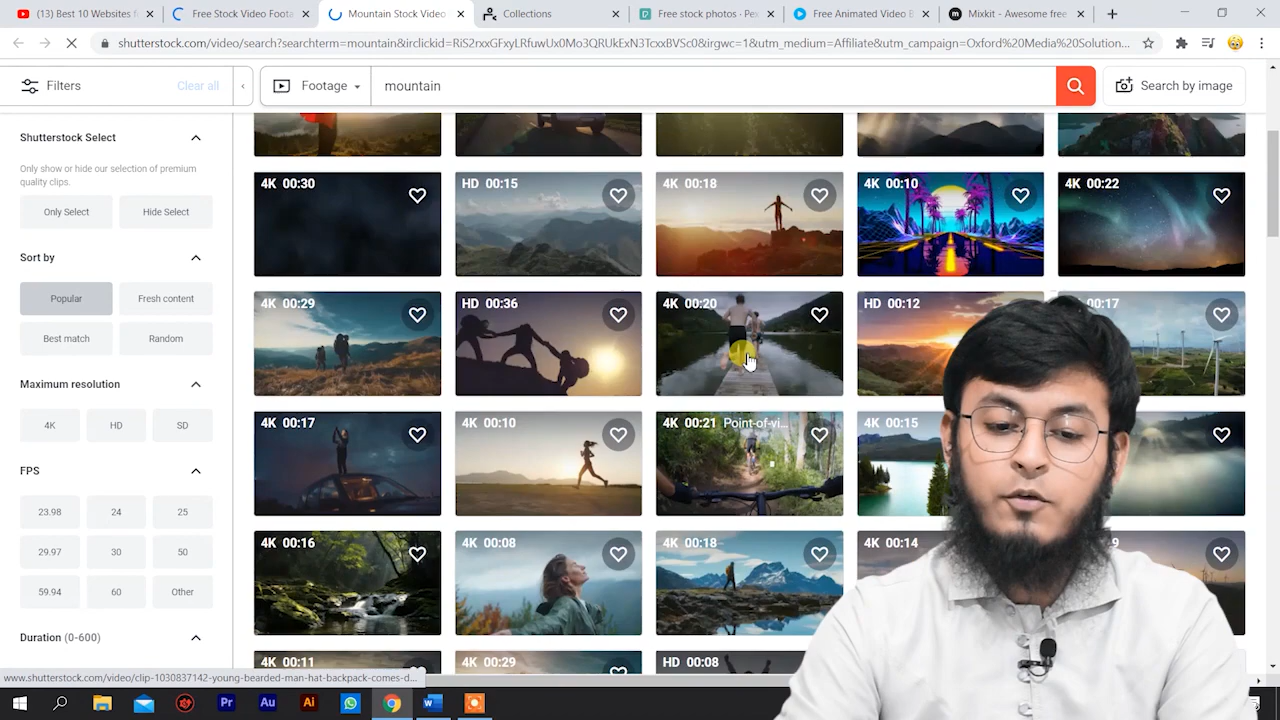 (13) Best 10 Websites f
Free Stock Video Foota
Mountain Stock Video
Collections
Free stock photos · Pex
Free Animated Video B
Mixkit - Awesome free
shutterstock.com/video/search?searchterm=mountain&irclickid=RiS2rxxGFxyLRfuwUx0Mo3QRUkExN3TcxxBVSc0&irgwc=1&utm_medium=Affiliate&utm_campaign=Oxford%20Media%20Solution...
Filters
Clear all
Footage
mountain
Search by image
Shutterstock Select
Only show or hide our selection of premium
quality clips.
Only Select
Hide Select
Sort by
Popular
Fresh content
Best match
Random
Maximum resolution
4K
HD
SD
FPS
23.98
24
25
29.97
30
50
59.94
60
Other
Duration (0-600)
4K 00:30
HD 00:15
4K 00:18
4K 00:10
4K 00:22
4K 00:29
HD 00:36
4K 00:20
HD 00:12
00:17
4K 00:17
4K 00:10
4K 00:21 Point-of-vi...
4K 00:15
4K 00:16
4K 00:08
4K 00:18
4K 00:14
4K 00:11
4K 00:29
HD 00:08
www.shutterstock.com/video/clip-1030837142-young-bearded-man-hat-backpack-comes-d...
Pr
Au
Ai
W